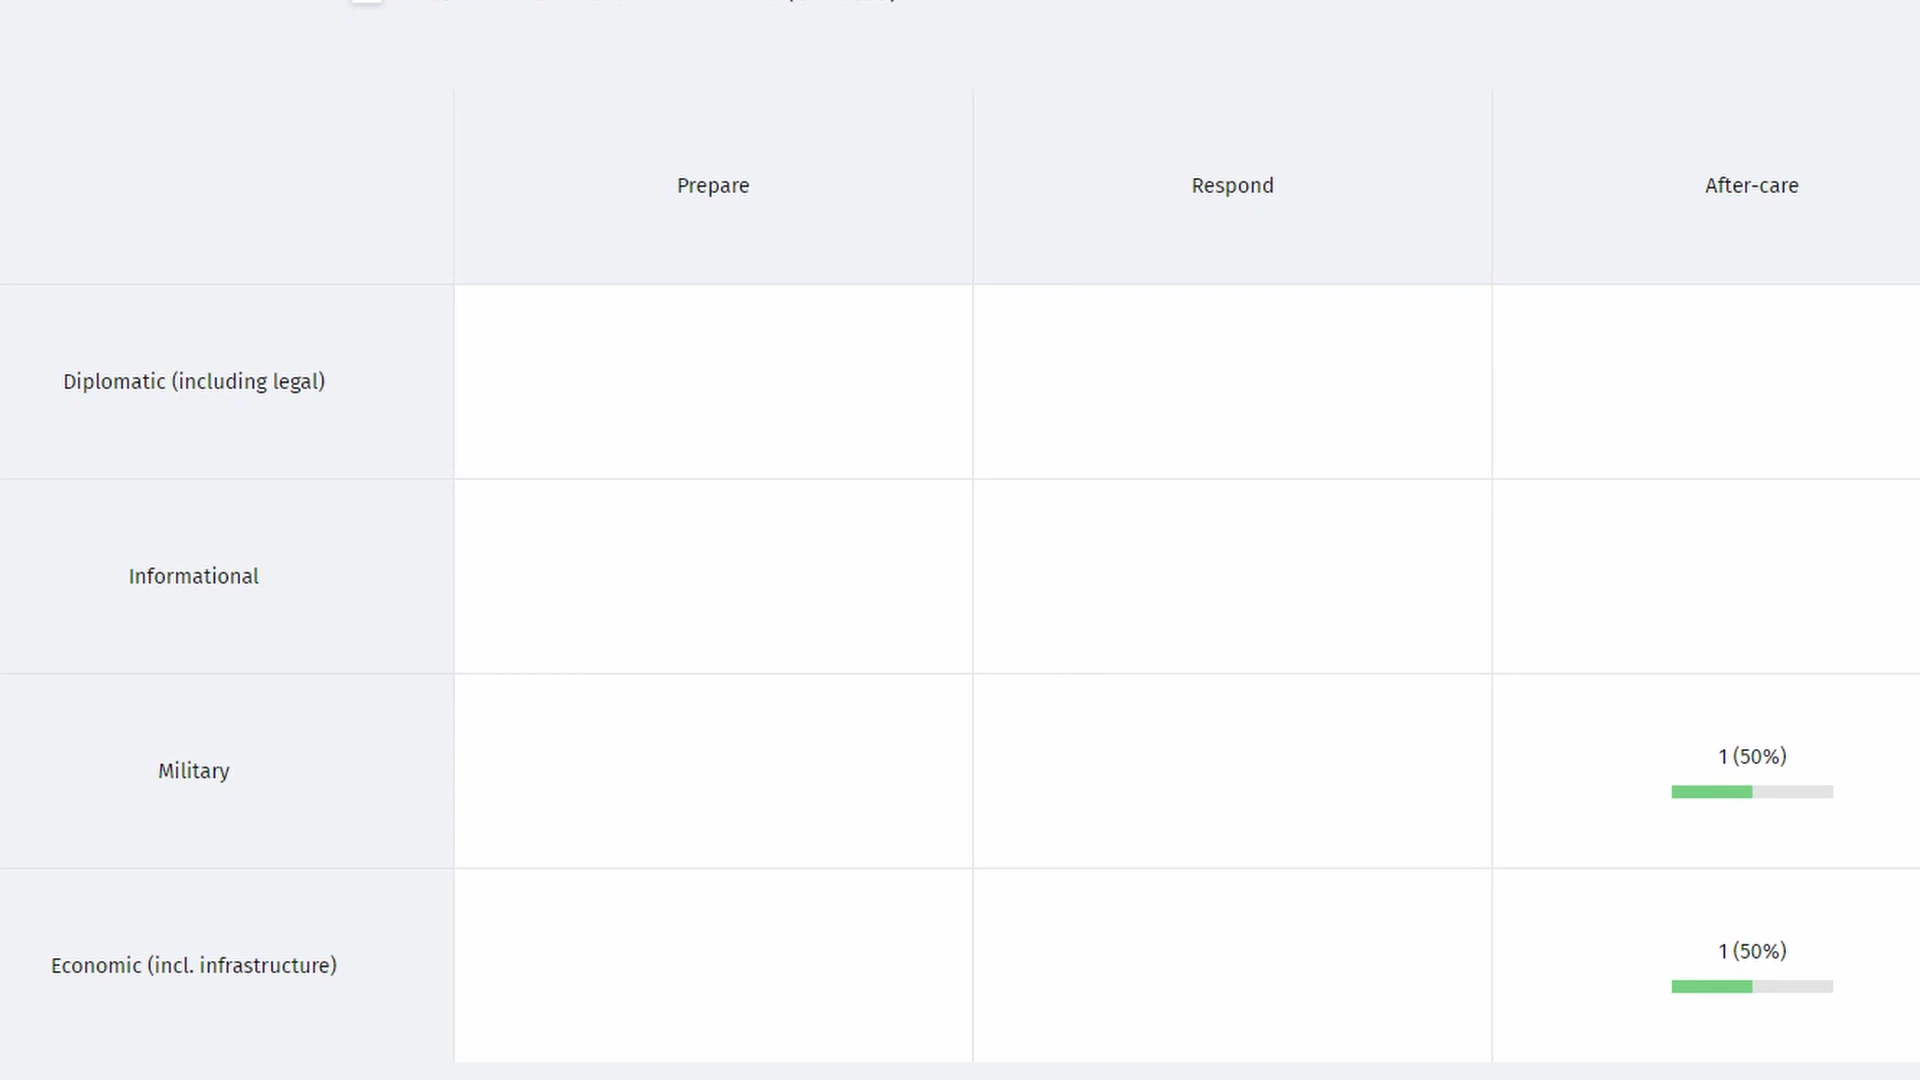 Prepare
Respond
After-care
Diplomatic (including legal)
Informational
Military
1 (50%)
Economic (incl. infrastructure)
1 (50%)